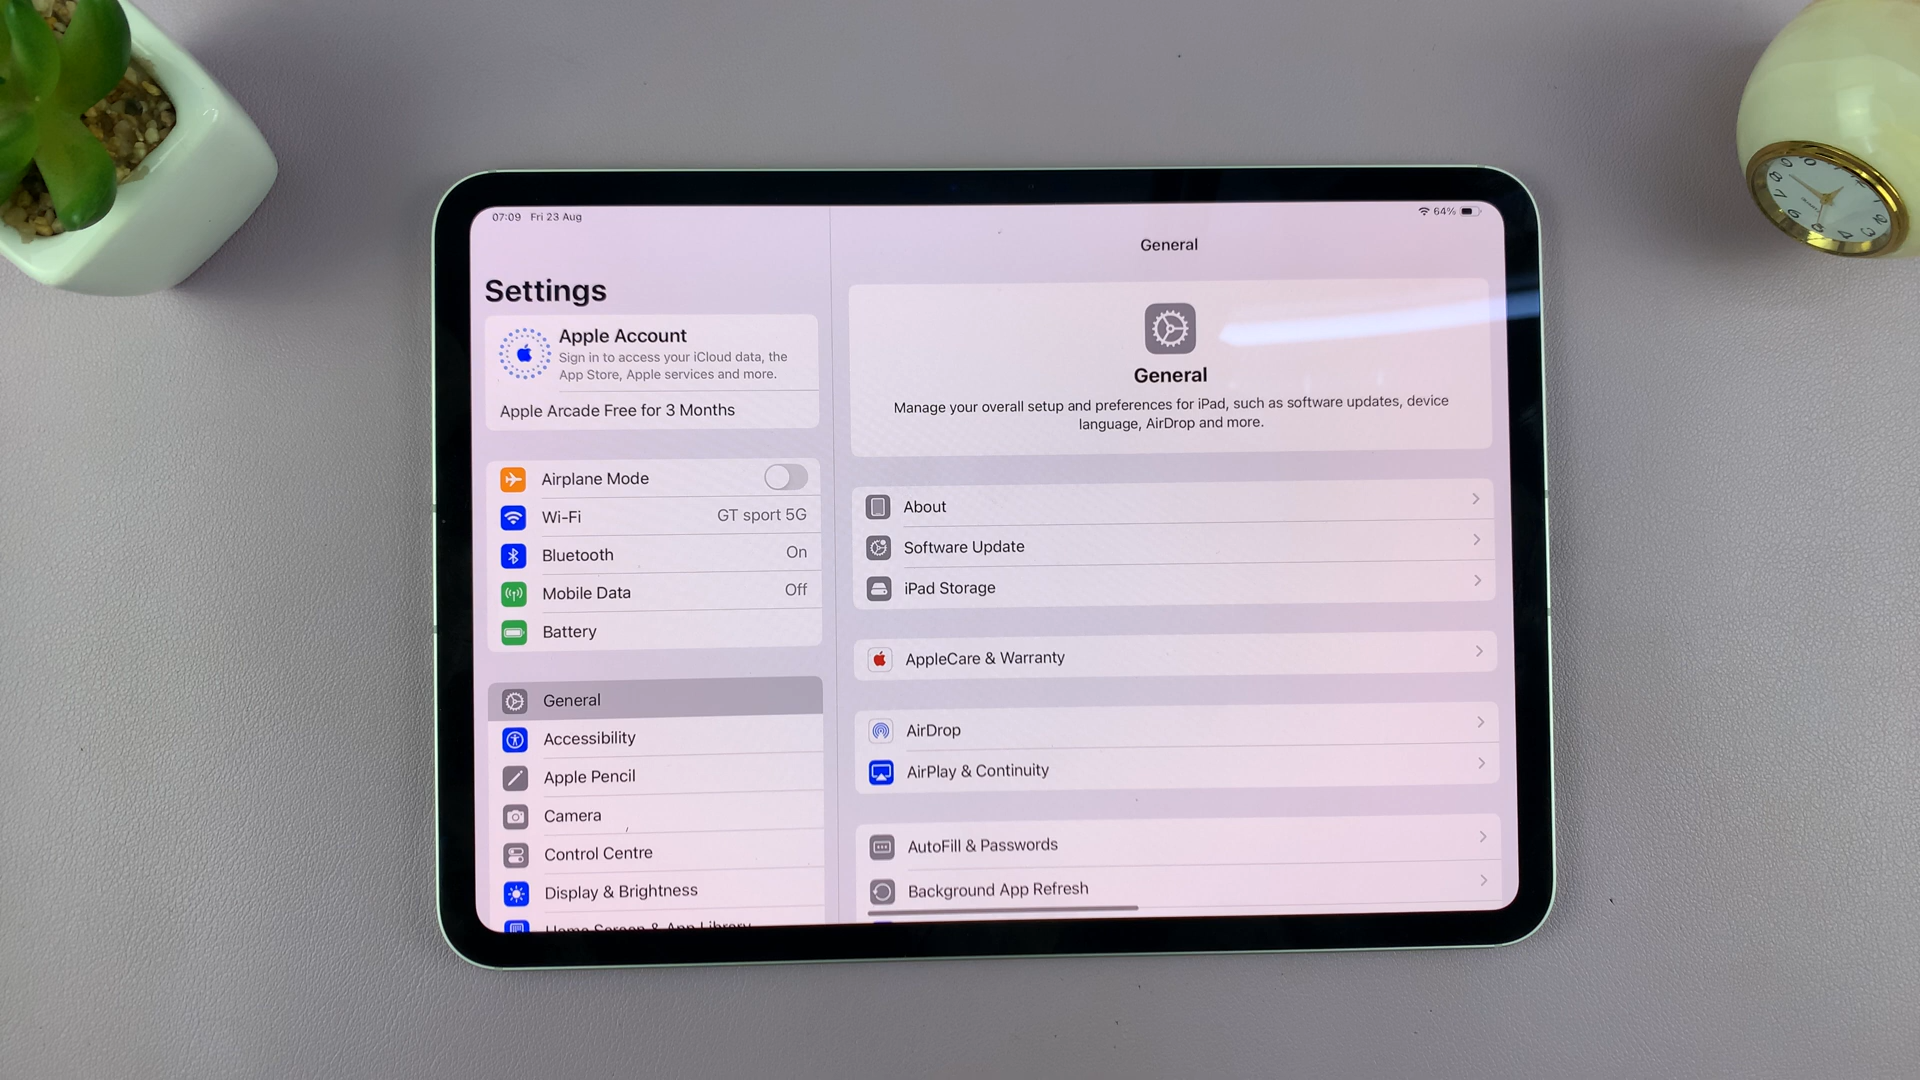 07:09 Fri 23 Aug
64%
Settings
Apple Account
Sign in to access your iCloud data, the
App Store, Apple services and more.
Apple Arcade Free for 3 Months
Airplane Mode
Wi-Fi GT sport 5G
Bluetooth On
Mobile Data Off
Battery
General
Accessibility
Apple Pencil
Camera
Control Centre
Display & Brightness
Home Screen & App Library
General
General
Manage your overall setup and preferences for iPad, such as software updates, device
language, AirDrop and more.
About
Software Update
iPad Storage
AppleCare & Warranty
AirDrop
AirPlay & Continuity
AutoFill & Passwords
Background App Refresh